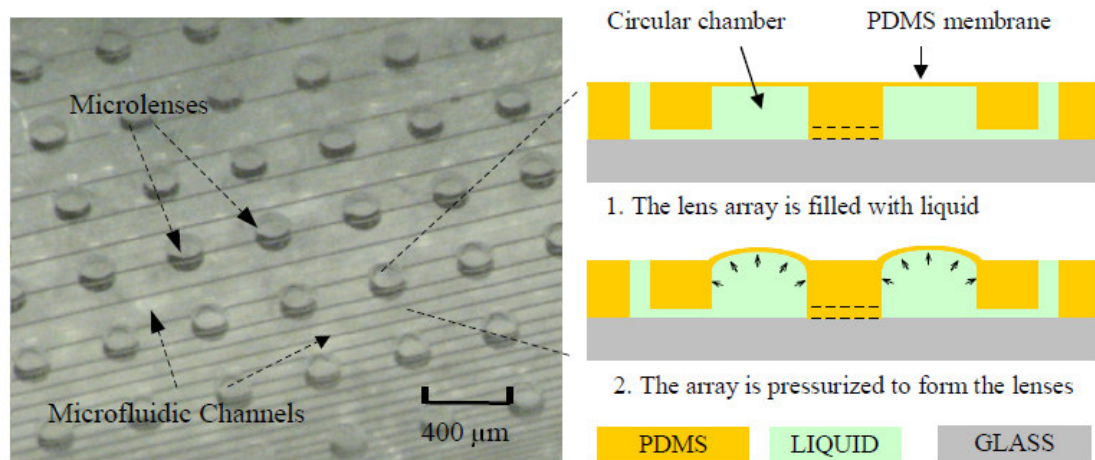 Microlenses
Microfluidic Channels
400 µm
Circular chamber
PDMS membrane
1. The lens array is filled with liquid
2. The array is pressurized to form the lenses
PDMS
LIQUID
GLASS